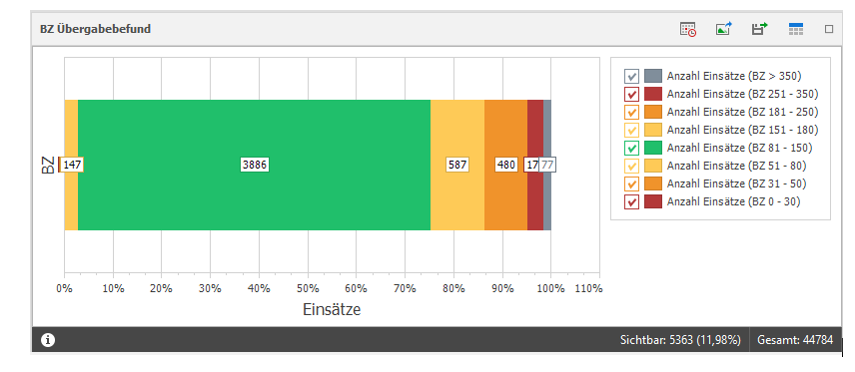 BZ Übergabebefund
Anzahl Einsätze (BZ > 350)
Anzahl Einsätze (BZ 251 - 350)
Anzahl Einsätze (BZ 181 - 250)
Anzahl Einsätze (BZ 151 - 180)
Anzahl Einsätze (BZ 81 - 150)
Anzahl Einsätze (BZ 51 - 80)
Anzahl Einsätze (BZ 31 - 50)
Anzahl Einsätze (BZ 0 - 30)
BZ
147 3886 587 480 17 77
0% 10% 20% 30% 40% 50% 60% 70% 80% 90% 100% 110%
Einsätze
Sichtbar: 5363 (11,98%) Gesamt: 44784